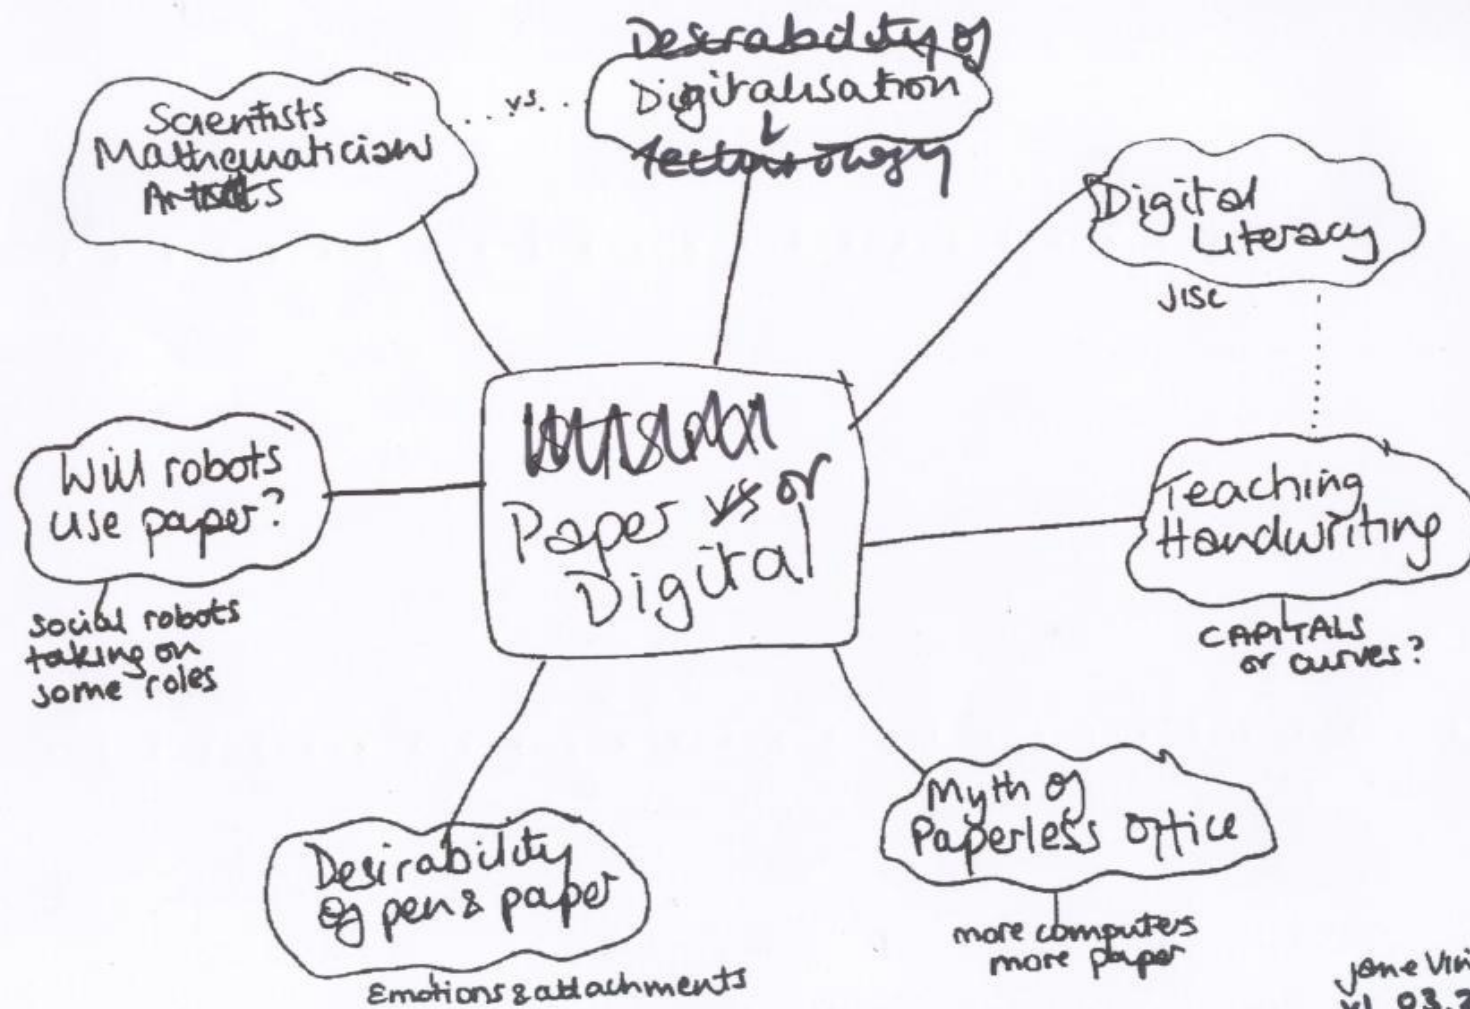 Desirability of
Digitalisation
technology
vs.
Scientists
Mathematicians
Artists
Digital
Literacy
JISC
Paper vs or
Digital
Will robots
use paper?
social robots
taking on
some roles
Teaching
Handwriting
CAPITALS
or curves?
Myth of
Paperless Office
more computers
more paper
Desirability
of pen & paper
Emotions & attachments